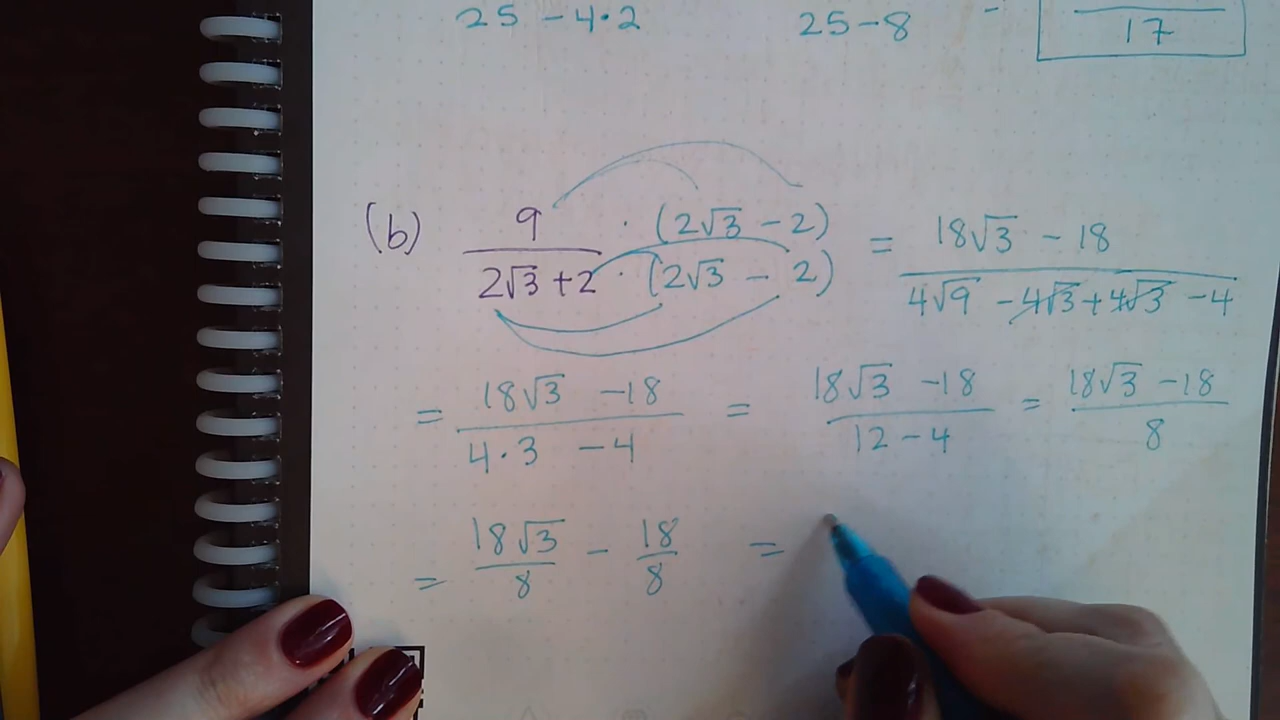 25 - 4•2 25 - 8 - 17
(b) 9 / (2√3 + 2) · (2√3 - 2) / (2√3 - 2) = (18√3 - 18) / (4√9 - 4√3 + 4√3 - 4)
= (18√3 - 18) / (4•3 - 4) = (18√3 - 18) / (12 - 4) = (18√3 - 18) / 8
= 18√3 / 8 - 18 / 8 =